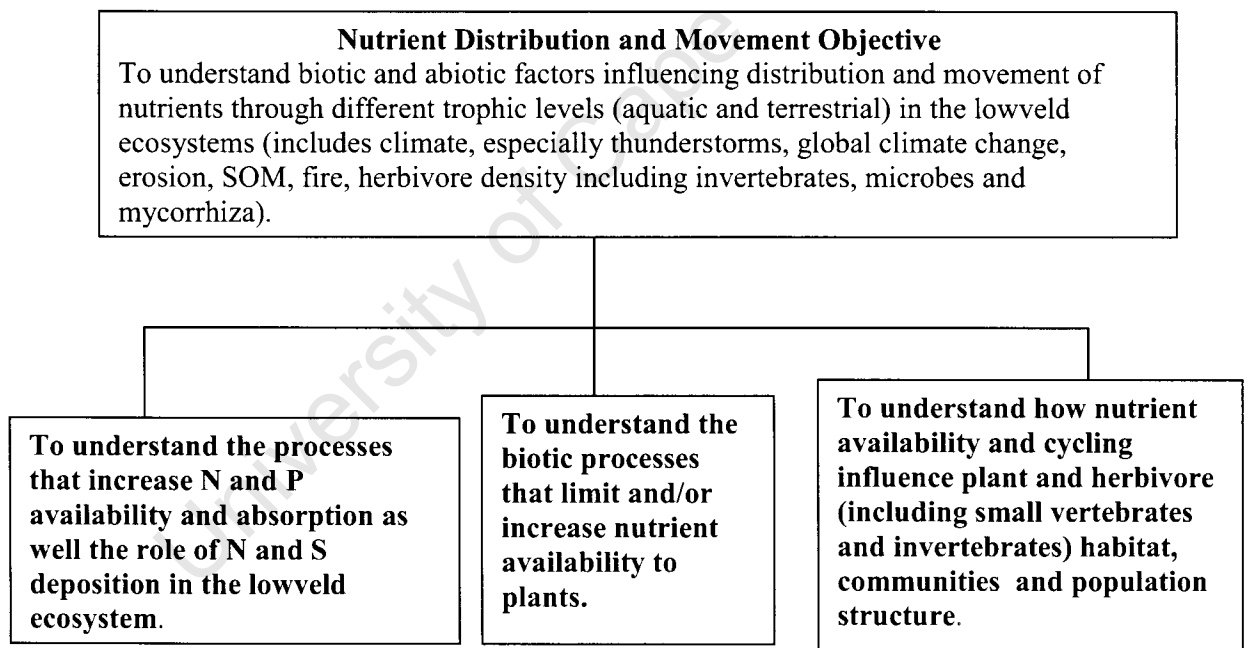 Nutrient Distribution and Movement Objective
To understand biotic and abiotic factors influencing distribution and movement of
nutrients through different trophic levels (aquatic and terrestrial) in the lowveld
ecosystems (includes climate, especially thunderstorms, global climate change,
erosion, SOM, fire, herbivore density including invertebrates, microbes and
mycorrhiza).
To understand the processes
that increase N and P
availability and absorption as
well the role of N and S
deposition in the lowveld
ecosystem.
To understand the
biotic processes
that limit and/or
increase nutrient
availability to
plants.
To understand how nutrient
availability and cycling
influence plant and herbivore
(including small vertebrates
and invertebrates) habitat,
communities and population
structure.
University of Cape